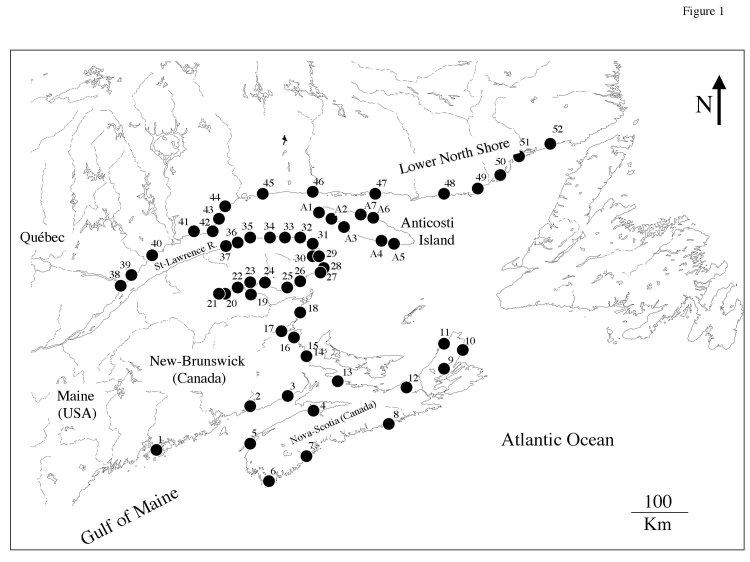 Figure 1
N
52
51
Lower North Shore
50
49
48
47
46
45
44
43
42
41
A1
A2
A7
A6
A3
A4
A5
Anticosti
Island
Québec
40
39
38
St-Lawrence R.
37
36
35
34
33
32
31
30
29
28
27
26
25
24
23
22
21
20
19
18
17
16
15
14
13
12
11
10
9
New-Brunswick
(Canada)
Maine
(USA)
1
2
3
4
5
6
7
8
Nova-Scotia (Canada)
Atlantic Ocean
Gulf of Maine
100
Km